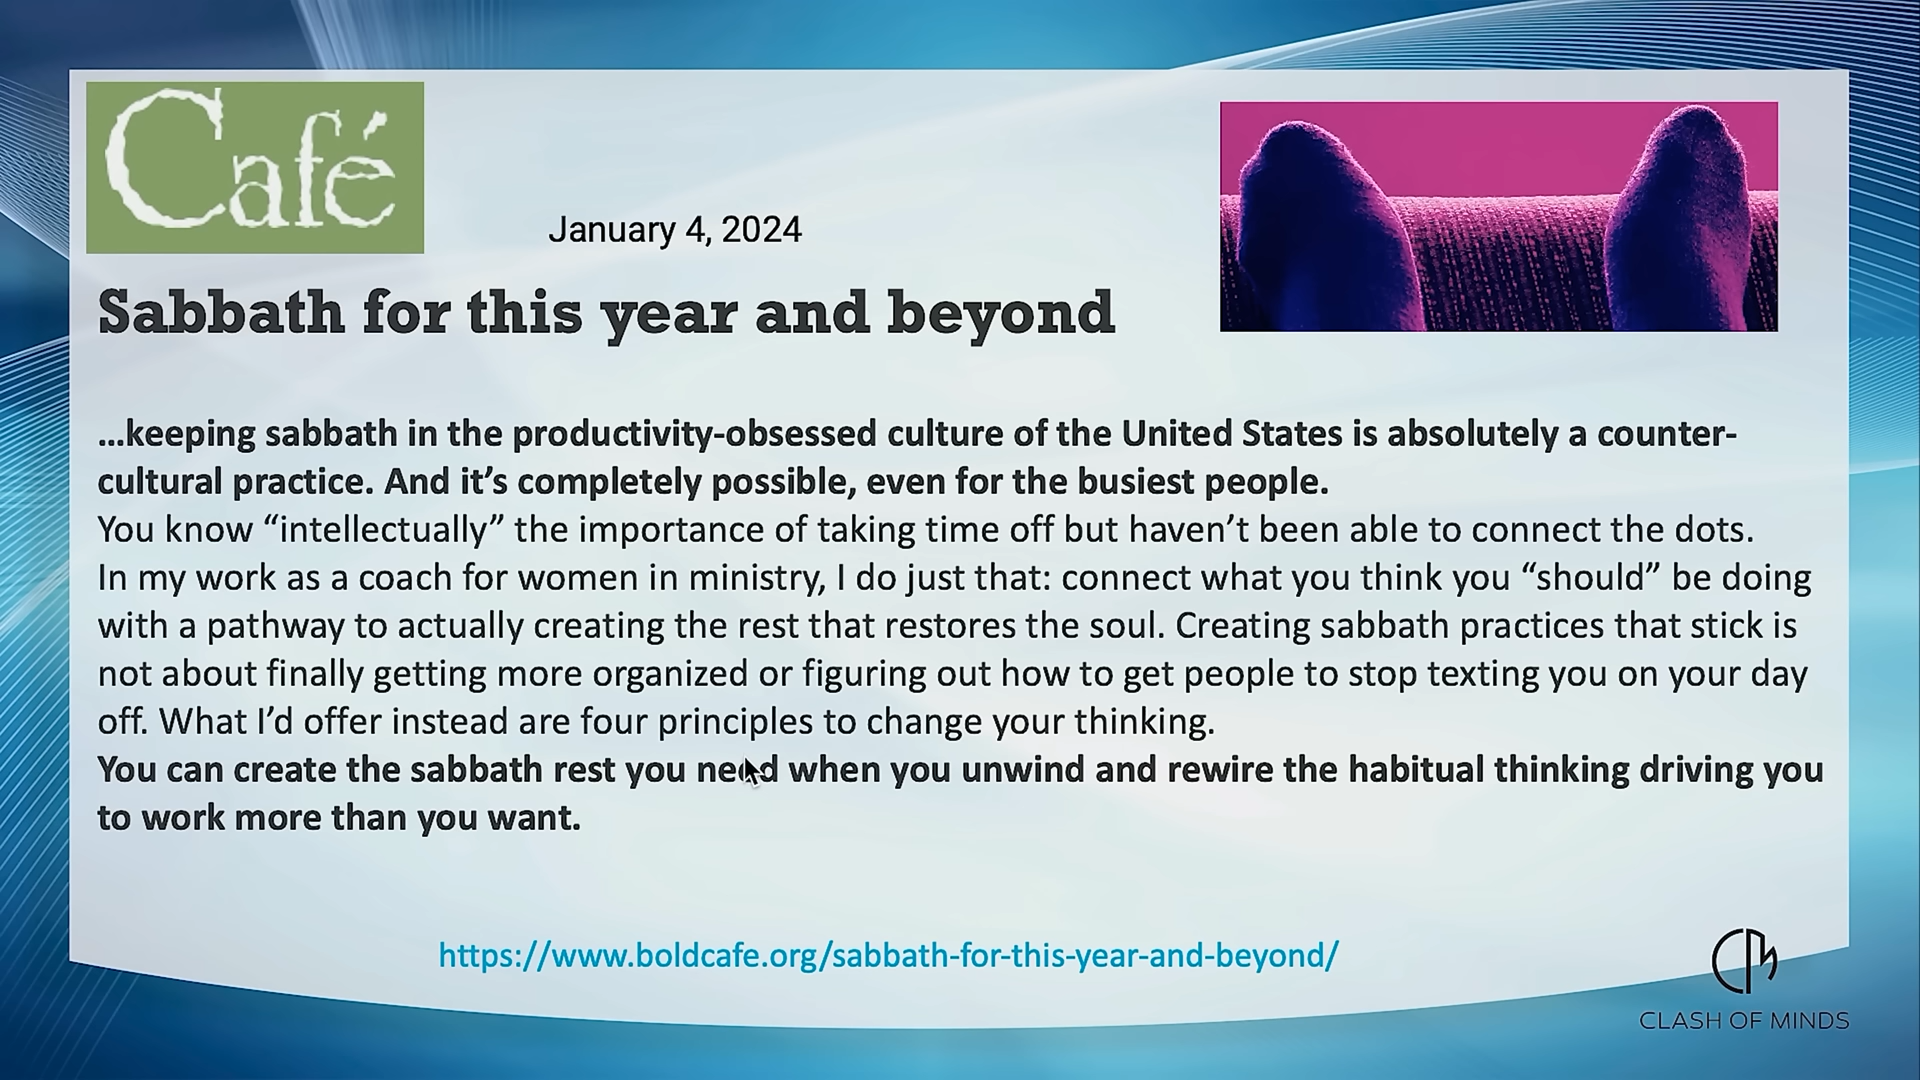 Café
January 4, 2024
Sabbath for this year and beyond
...keeping sabbath in the productivity-obsessed culture of the United States is absolutely a counter-
cultural practice. And it’s completely possible, even for the busiest people.
You know “intellectually” the importance of taking time off but haven’t been able to connect the dots.
In my work as a coach for women in ministry, I do just that: connect what you think you “should” be doing
with a pathway to actually creating the rest that restores the soul. Creating sabbath practices that stick is
not about finally getting more organized or figuring out how to get people to stop texting you on your day
off. What I’d offer instead are four principles to change your thinking.
You can create the sabbath rest you need when you unwind and rewire the habitual thinking driving you
to work more than you want.
https://www.boldcafe.org/sabbath-for-this-year-and-beyond/
CLASH OF MINDS